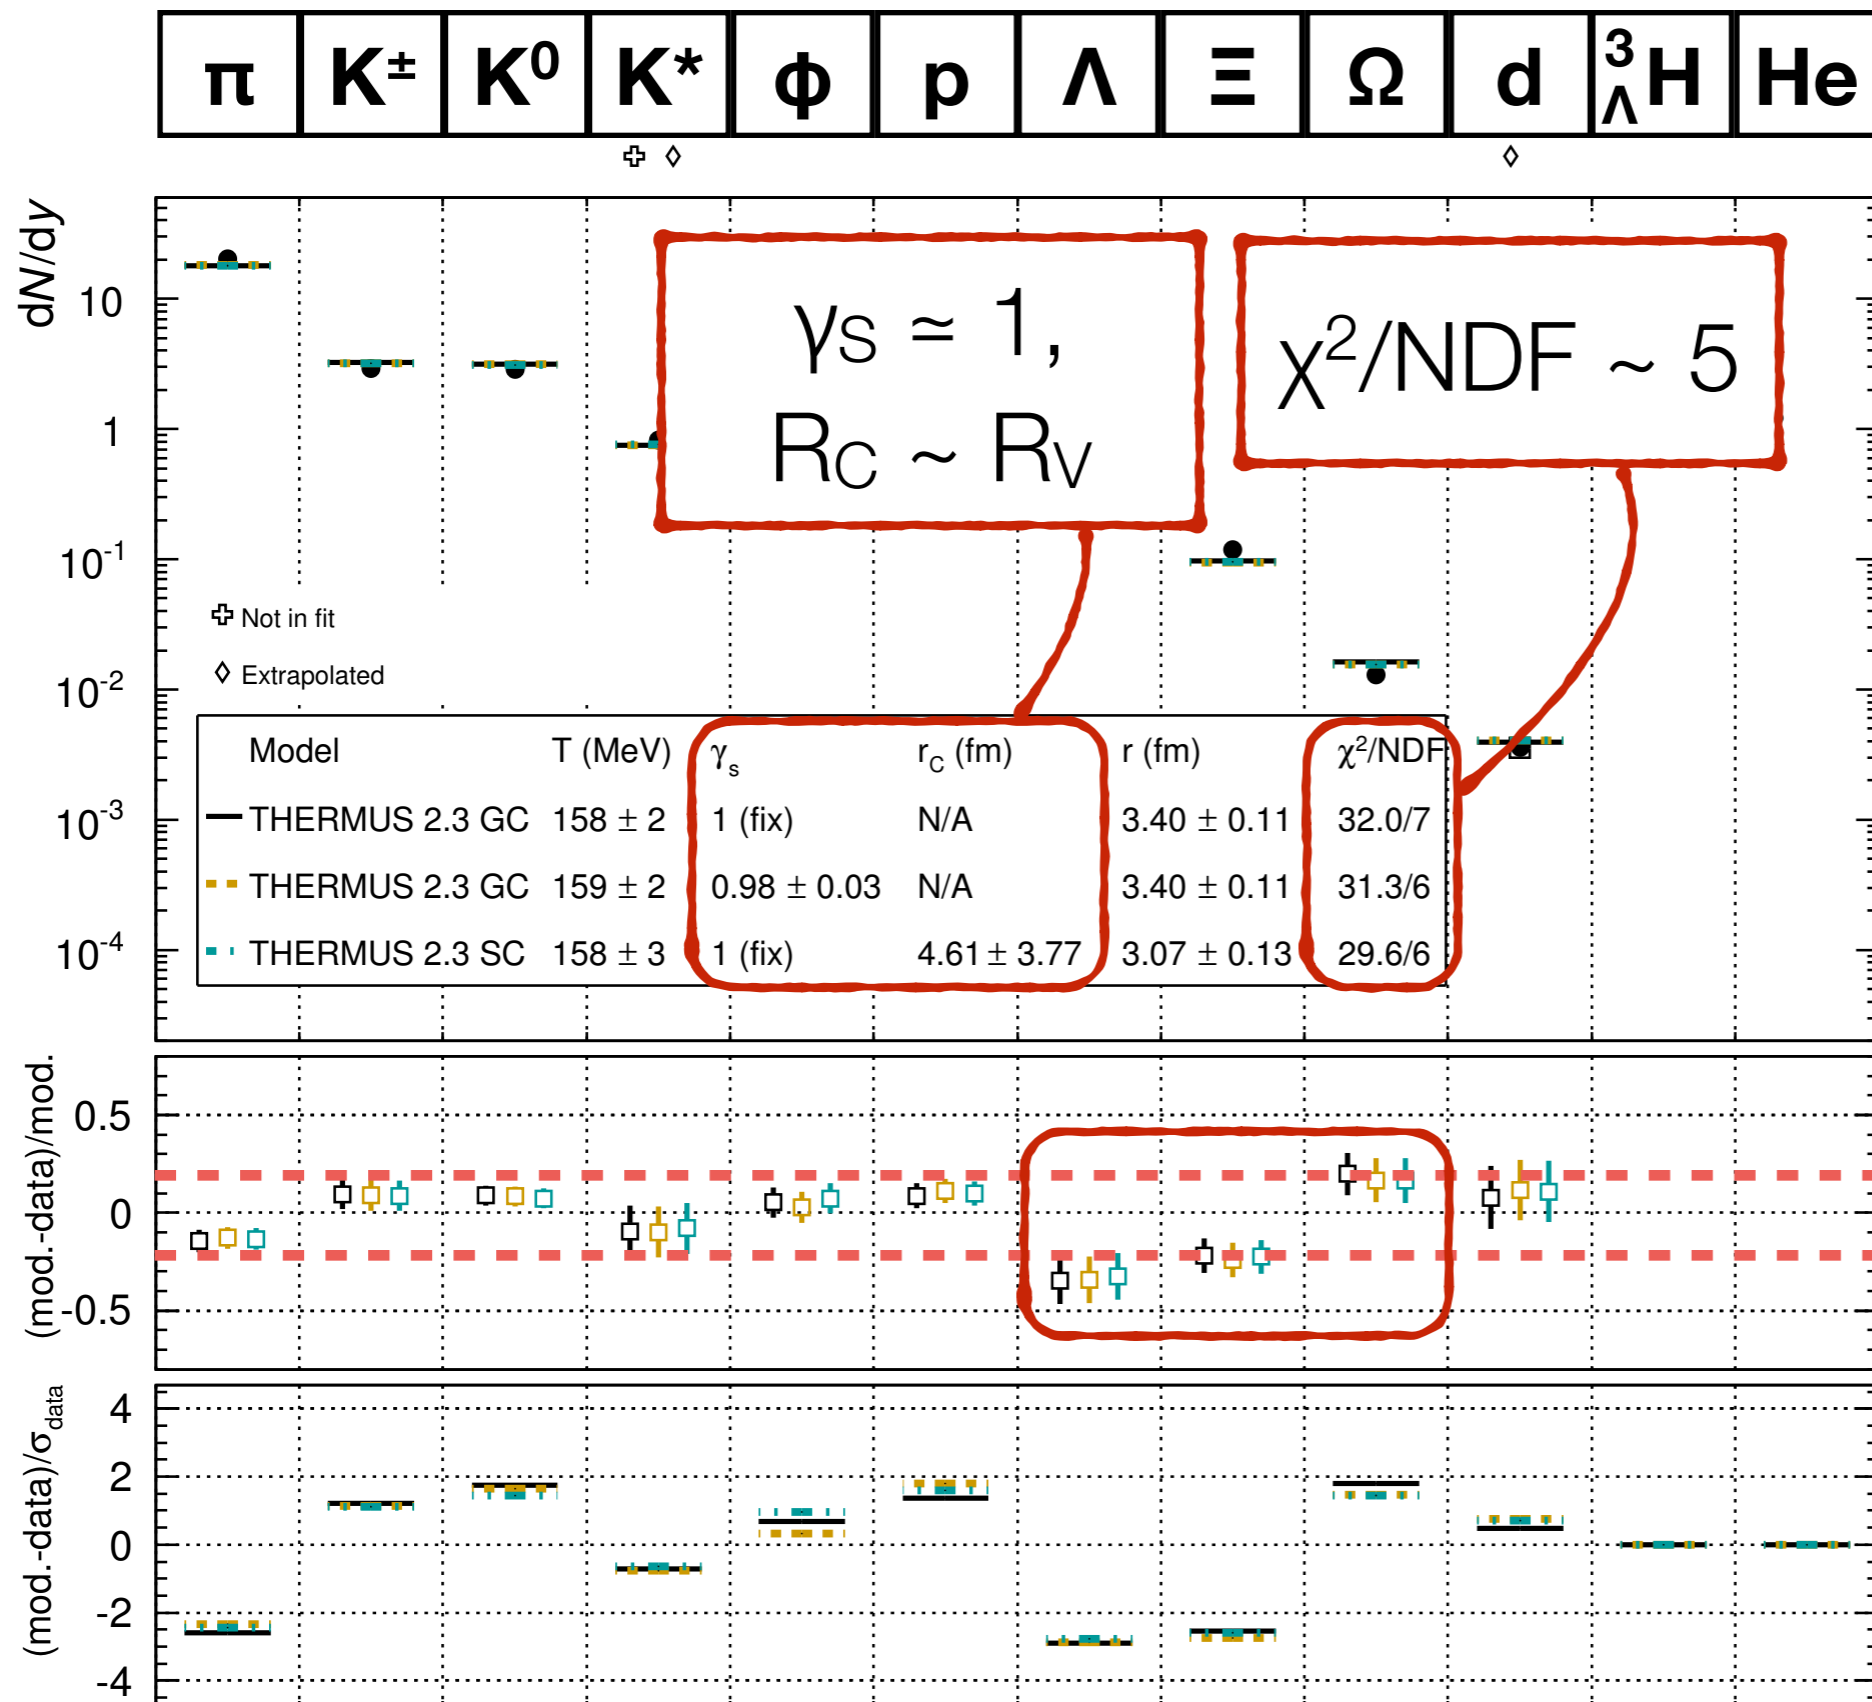 π K± K⁰ K* ϕ p Λ Ξ Ω d ³ΛH He
dN/dy
10
1
10⁻¹
10⁻²
10⁻³
10⁻⁴
γS ≃ 1,
RC ~ RV
χ²/NDF ~ 5
Not in fit
Extrapolated
Model T (MeV) γs rC (fm) r (fm) χ²/NDF
THERMUS 2.3 GC 158 ± 2 1 (fix) N/A 3.40 ± 0.11 32.0/7
THERMUS 2.3 GC 159 ± 2 0.98 ± 0.03 N/A 3.40 ± 0.11 31.3/6
THERMUS 2.3 SC 158 ± 3 1 (fix) 4.61 ± 3.77 3.07 ± 0.13 29.6/6
(mod.-data)/mod.
0.5
0
-0.5
(mod.-data)/σdata
4
2
0
-2
-4